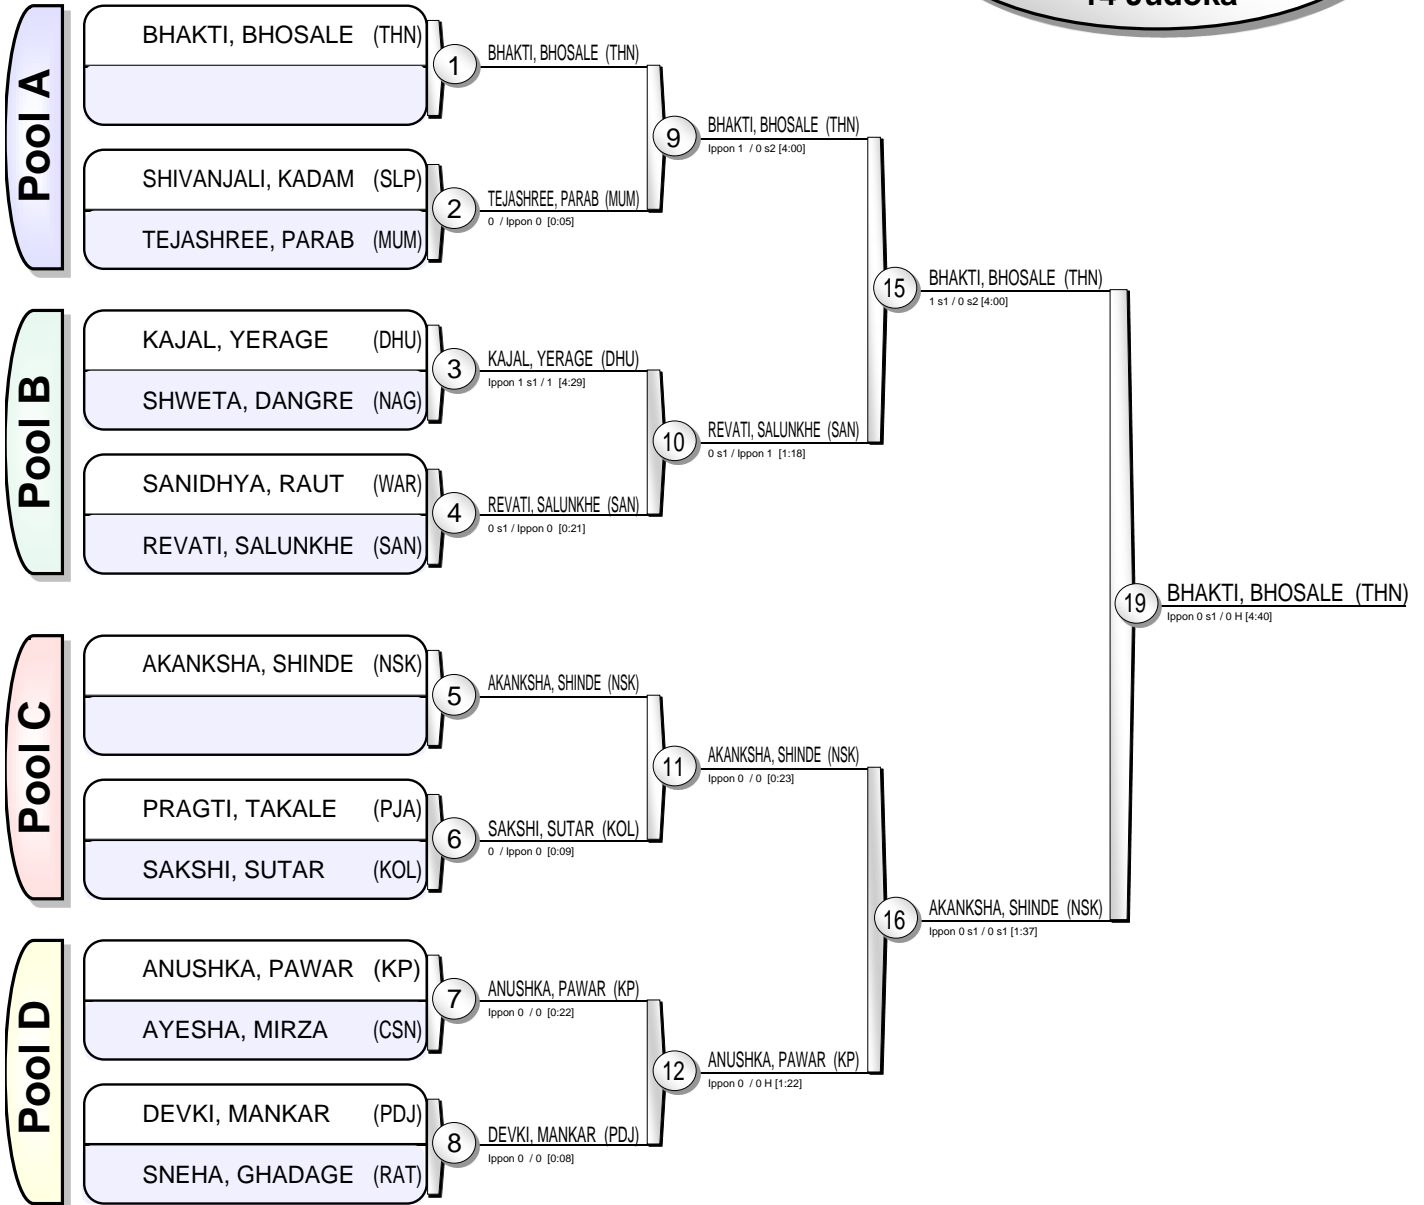 14 Judoka
Pool A
BHAKTI, BHOSALE (THN)
1
BHAKTI, BHOSALE (THN)
SHIVANJALI, KADAM (SLP)
TEJASHREE, PARAB (MUM)
2
TEJASHREE, PARAB (MUM)
0 / Ippon 0 [0:05]
9
BHAKTI, BHOSALE (THN)
Ippon 1 / 0 s2 [4:00]
Pool B
KAJAL, YERAGE (DHU)
SHWETA, DANGRE (NAG)
3
KAJAL, YERAGE (DHU)
Ippon 1 s1 / 1 [4:29]
SANIDHYA, RAUT (WAR)
REVATI, SALUNKHE (SAN)
4
REVATI, SALUNKHE (SAN)
0 s1 / Ippon 0 [0:21]
10
REVATI, SALUNKHE (SAN)
0 s1 / Ippon 1 [1:18]
15
BHAKTI, BHOSALE (THN)
1 s1 / 0 s2 [4:00]
Pool C
AKANKSHA, SHINDE (NSK)
5
AKANKSHA, SHINDE (NSK)
PRAGTI, TAKALE (PJA)
SAKSHI, SUTAR (KOL)
6
SAKSHI, SUTAR (KOL)
0 / Ippon 0 [0:09]
11
AKANKSHA, SHINDE (NSK)
Ippon 0 / 0 [0:23]
Pool D
ANUSHKA, PAWAR (KP)
AYESHA, MIRZA (CSN)
7
ANUSHKA, PAWAR (KP)
Ippon 0 / 0 [0:22]
DEVKI, MANKAR (PDJ)
SNEHA, GHADAGE (RAT)
8
DEVKI, MANKAR (PDJ)
Ippon 0 / 0 [0:08]
12
ANUSHKA, PAWAR (KP)
Ippon 0 / 0 H [1:22]
16
AKANKSHA, SHINDE (NSK)
Ippon 0 s1 / 0 s1 [1:37]
19
BHAKTI, BHOSALE (THN)
Ippon 0 s1 / 0 H [4:40]